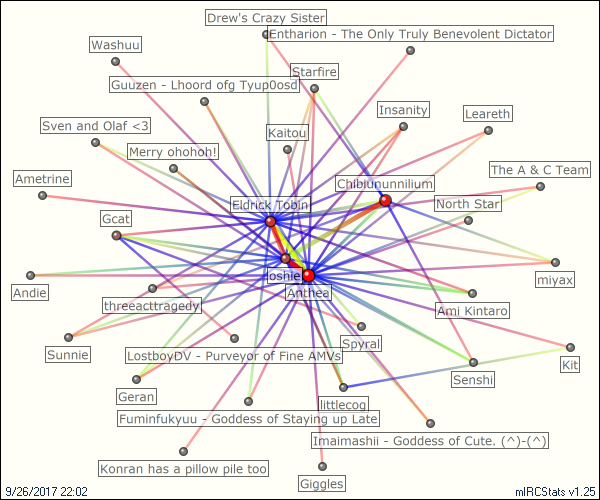 Drew's Crazy Sister
Entharion - The Only Truly Benevolent Dictator
Washuu
Starfire
Guuzen - Lhoord ofg Tyup0osd
Insanity
Leareth
Sven and Olaf <3
Kaitou
Merry ohohoh!
The A & C Team
Ametrine
Chibiunnnilium
Eldrick Tobin
North Star
Gcat
Joshie
Anthea
miyax
Andie
threeacttragedy
Ami Kintaro
Spyral
Sunnie
LostboyDV - Purveyor of Fine AMVs
Kit
Senshi
Geran
littlecog
Fuminfukyuu - Goddess of Staying up Late
Imaimashii - Goddess of Cute. (^)-(^)
Konran has a pillow pile too
Giggles
9/26/2017 22:02
mIRCStats v1.25